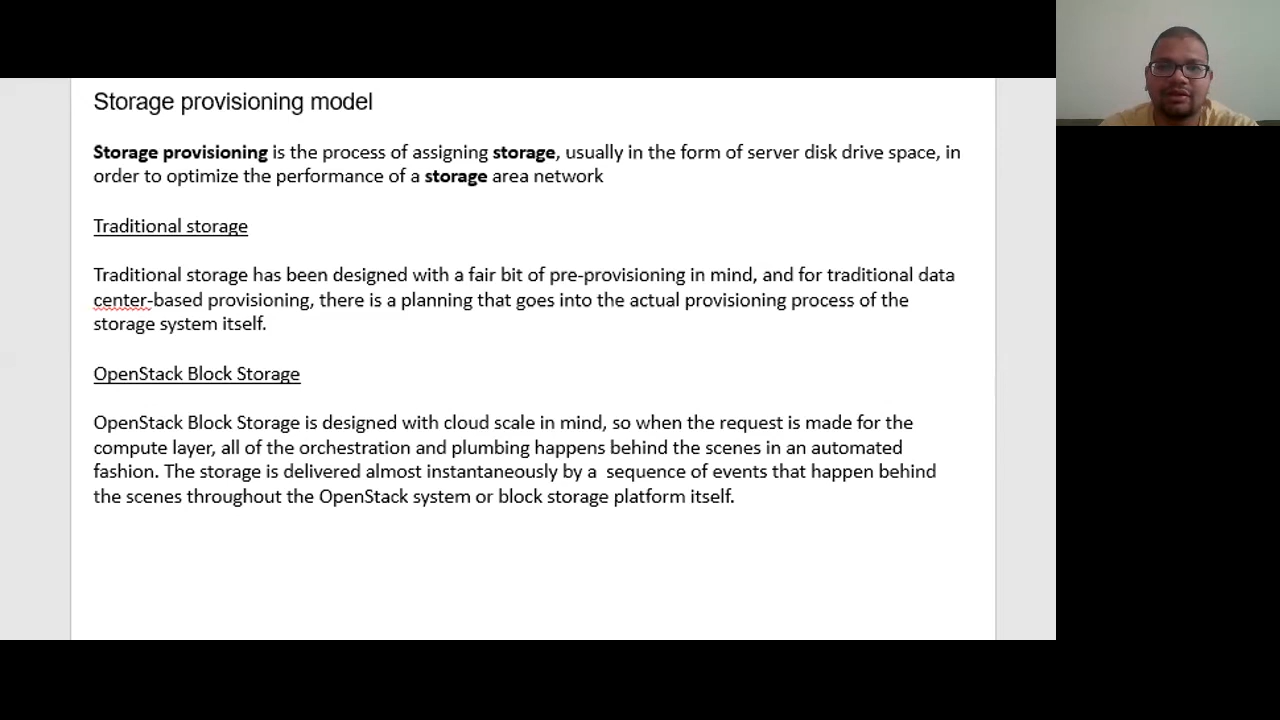 Storage provisioning model
Storage provisioning is the process of assigning storage, usually in the form of server disk drive space, in
order to optimize the performance of a storage area network
Traditional storage
Traditional storage has been designed with a fair bit of pre-provisioning in mind, and for traditional data
center-based provisioning, there is a planning that goes into the actual provisioning process of the
storage system itself.
OpenStack Block Storage
OpenStack Block Storage is designed with cloud scale in mind, so when the request is made for the
compute layer, all of the orchestration and plumbing happens behind the scenes in an automated
fashion. The storage is delivered almost instantaneously by a  sequence of events that happen behind
the scenes throughout the OpenStack system or block storage platform itself.